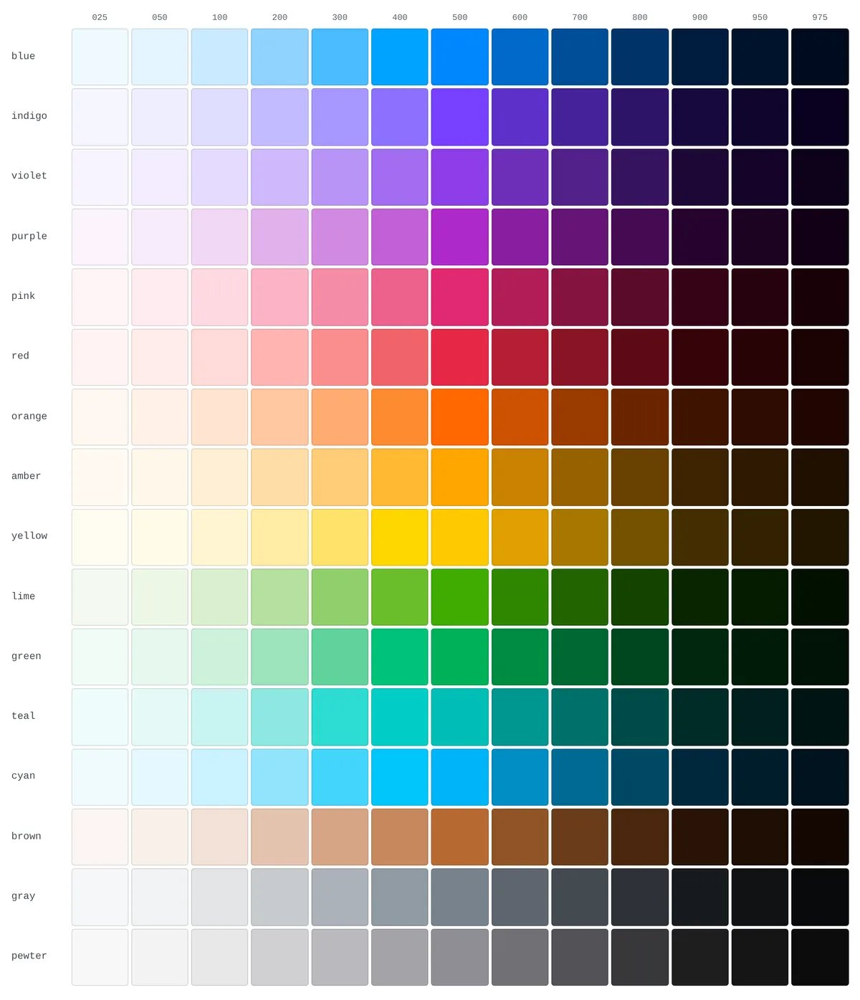 025 050 100 200 300 400 500 600 700 800 900 950 975
blue
indigo
violet
purple
pink
red
orange
amber
yellow
lime
green
teal
cyan
brown
gray
pewter